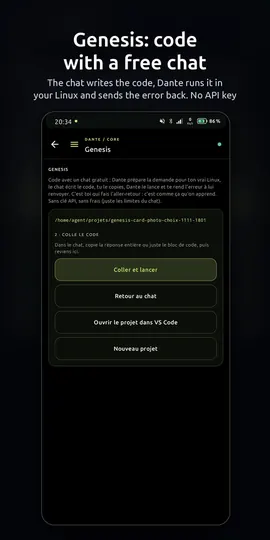 Genesis: code
with a free chat
The chat writes the code, Dante runs it in
your Linux and sends the error back. No API key
20:34
86%
DANTE / CORE
Genesis
GENESIS
Code avec un chat gratuit : Dante prépare la demande pour ton vrai Linux,
le chat écrit le code, tu le copies, Dante le lance et te rend l'erreur à lui
renvoyer. C'est toi qui fais l'aller-retour : c'est comme ça qu'on apprend.
Sans clé API, sans frais (juste les limites du chat).
/home/agent/projets/genesis-card-photo-choix-1111-1801
2 · COLLE LE CODE
Dans le chat, copie la réponse entière ou juste le bloc de code, puis
reviens ici.
Coller et lancer
Retour au chat
Ouvrir le projet dans VS Code
Nouveau projet